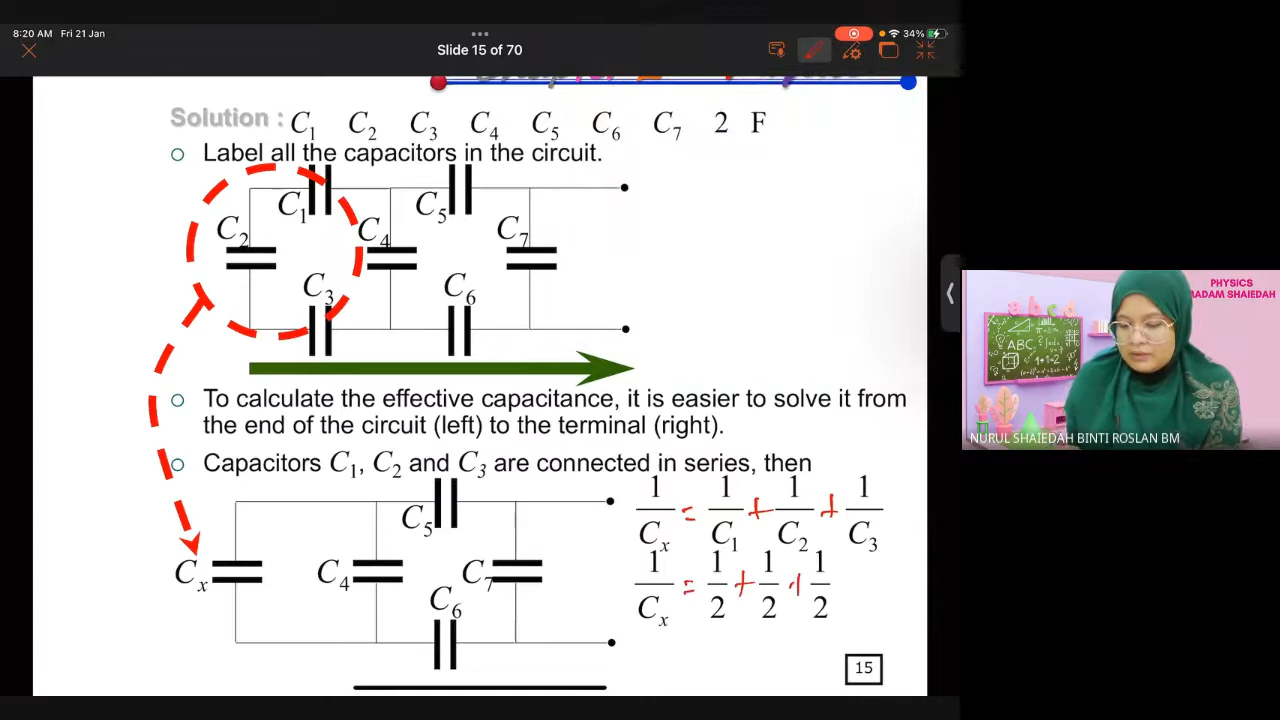 8:20 AM Fri 21 Jan
34%
Slide 15 of 70
Solution : C1 C2 C3 C4 C5 C6 C7 2 F
Label all the capacitors in the circuit.
C1 C5
C2 C4 C7
C3 C6
To calculate the effective capacitance, it is easier to solve it from
the end of the circuit (left) to the terminal (right).
Capacitors C1, C2 and C3 are connected in series, then
1/Cx = 1/C1 + 1/C2 + 1/C3
C5
1/Cx = 1/2 + 1/2 + 1/2
Cx C4 C7
C6
15
PHYSICS
MADAM SHAIEDAH
a b c d
ABC
1+1=2
NURUL SHAIEDAH BINTI ROSLAN BM